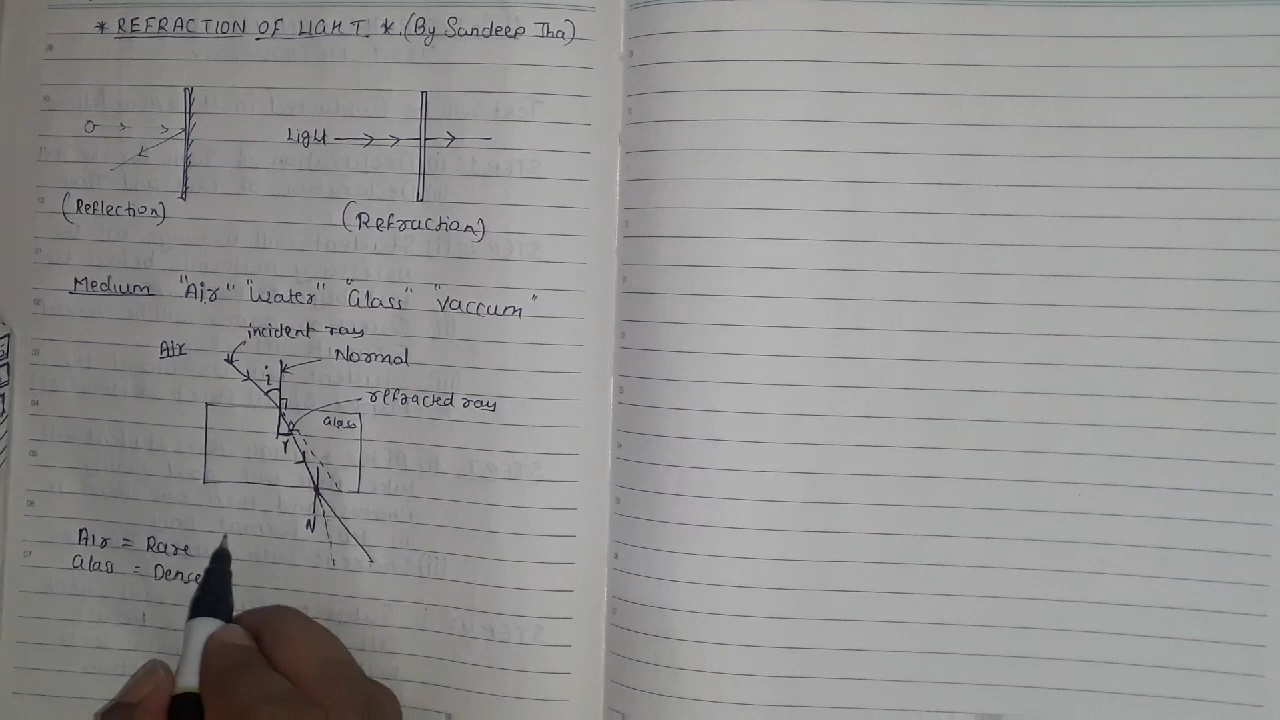 * REFRACTION OF LIGHT. * (By Sandeep Jha)
Light
(Reflection)
(Refraction)
Medium "Air" "water" "Glass" "vaccum"
incident ray
Air
Normal
i
refracted ray
Glass
r
N
Air = Rare
Glass = Dense